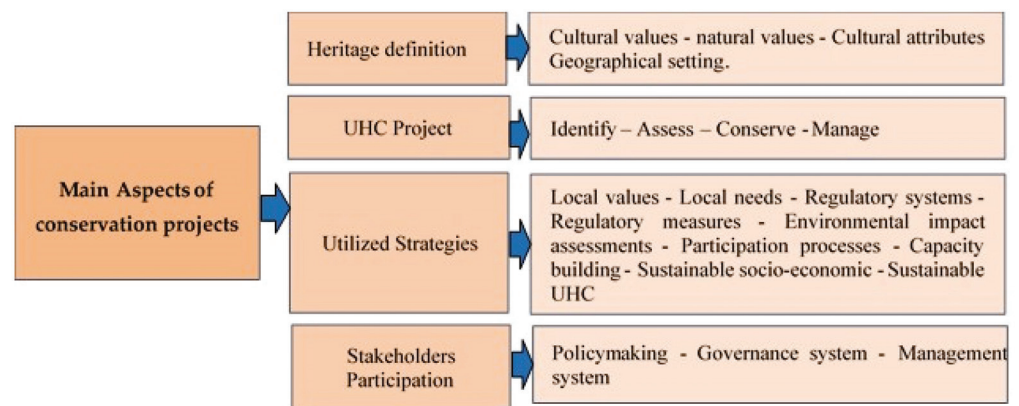 Main Aspects of
conservation projects
Heritage definition
Cultural values - natural values - Cultural attributes
Geographical setting.
UHC Project
Identify – Assess – Conserve - Manage
Utilized Strategies
Local values - Local needs - Regulatory systems -
Regulatory measures - Environmental impact
assessments - Participation processes - Capacity
building - Sustainable socio-economic - Sustainable
UHC
Stakeholders
Participation
Policymaking - Governance system - Management
system